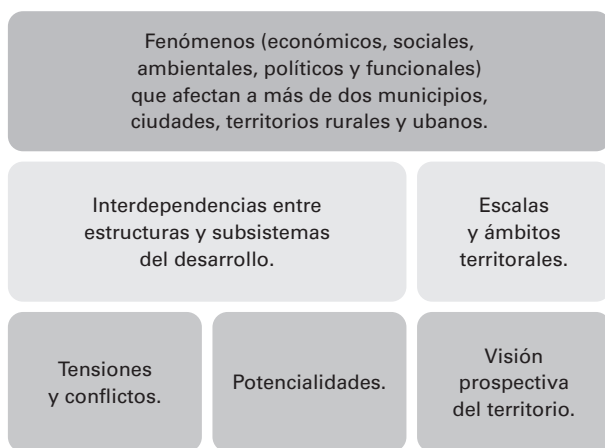 Fenómenos (económicos, sociales,
ambientales, políticos y funcionales)
que afectan a más de dos municipios,
ciudades, territorios rurales y ubanos.
Interdependencias entre
estructuras y subsistemas
del desarrollo.
Escalas
y ámbitos
territorales.
Tensiones
y conflictos.
Potencialidades.
Visión
prospectiva
del territorio.